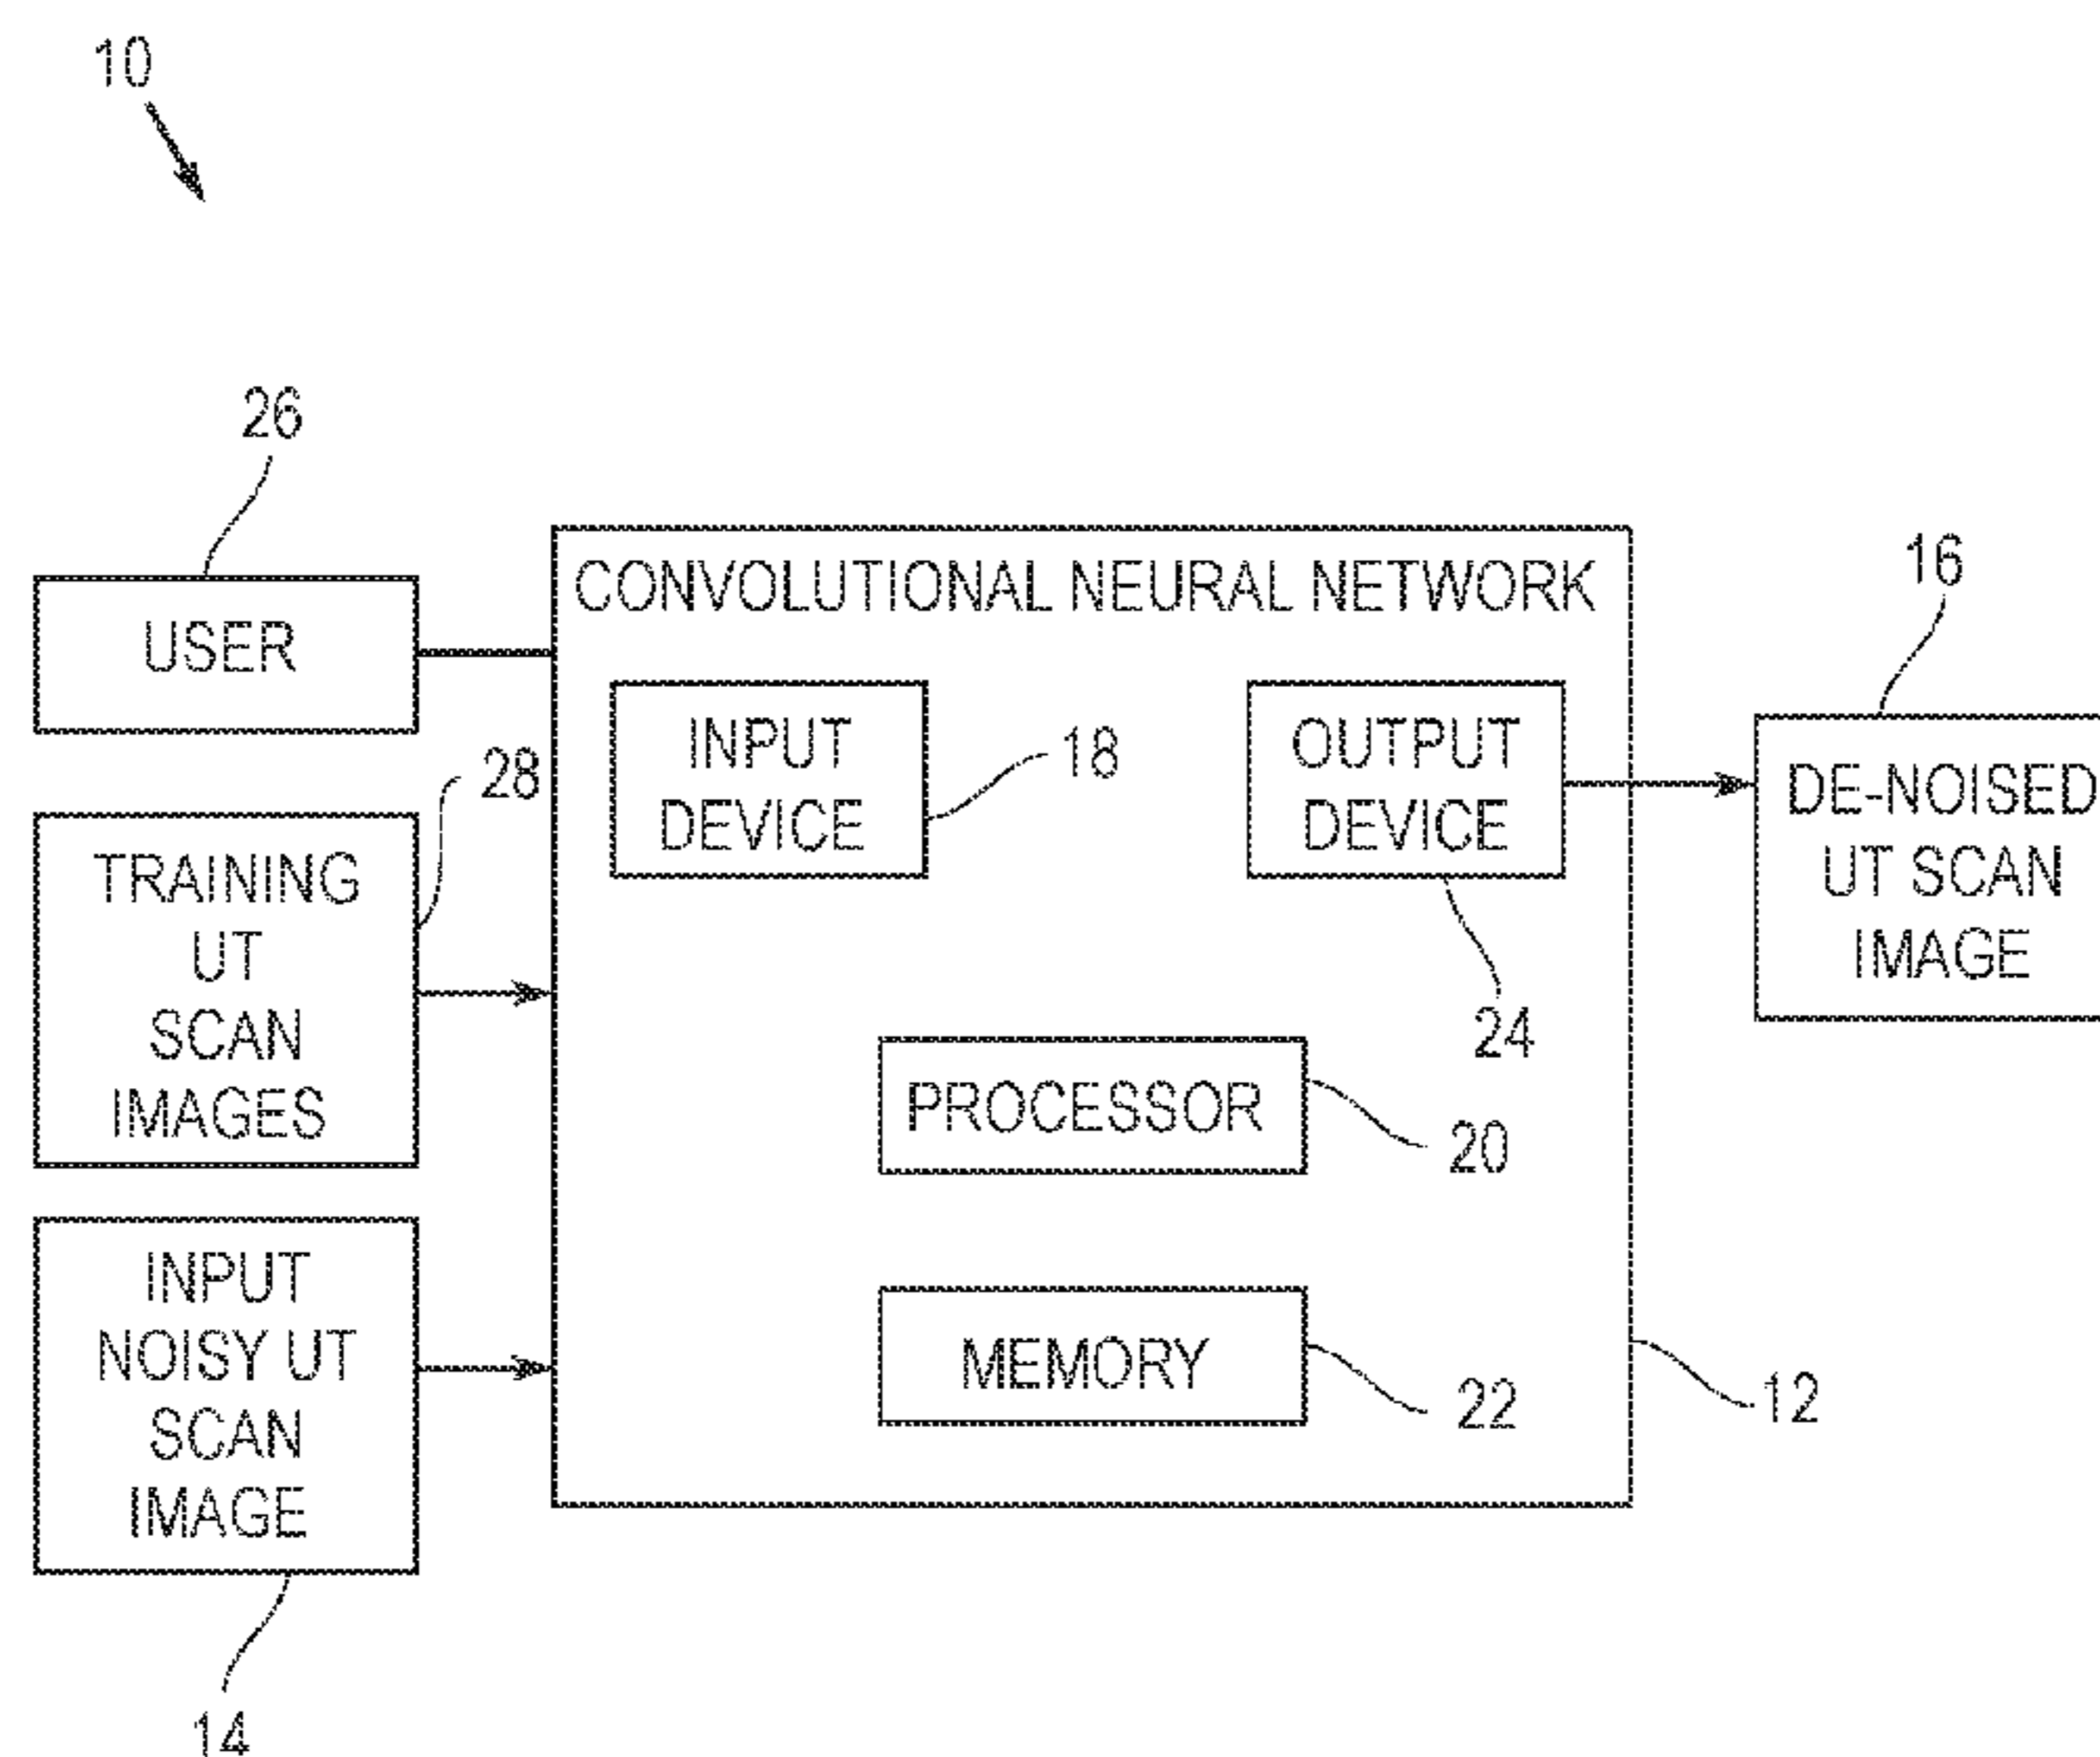 10
26
USER
28
TRAINING
UT
SCAN
IMAGES
INPUT
NOISY UT
SCAN
IMAGE
14
CONVOLUTIONAL NEURAL NETWORK
INPUT
DEVICE
18
OUTPUT
DEVICE
24
PROCESSOR
20
MEMORY
22
12
16
DE-NOISED
UT SCAN
IMAGE